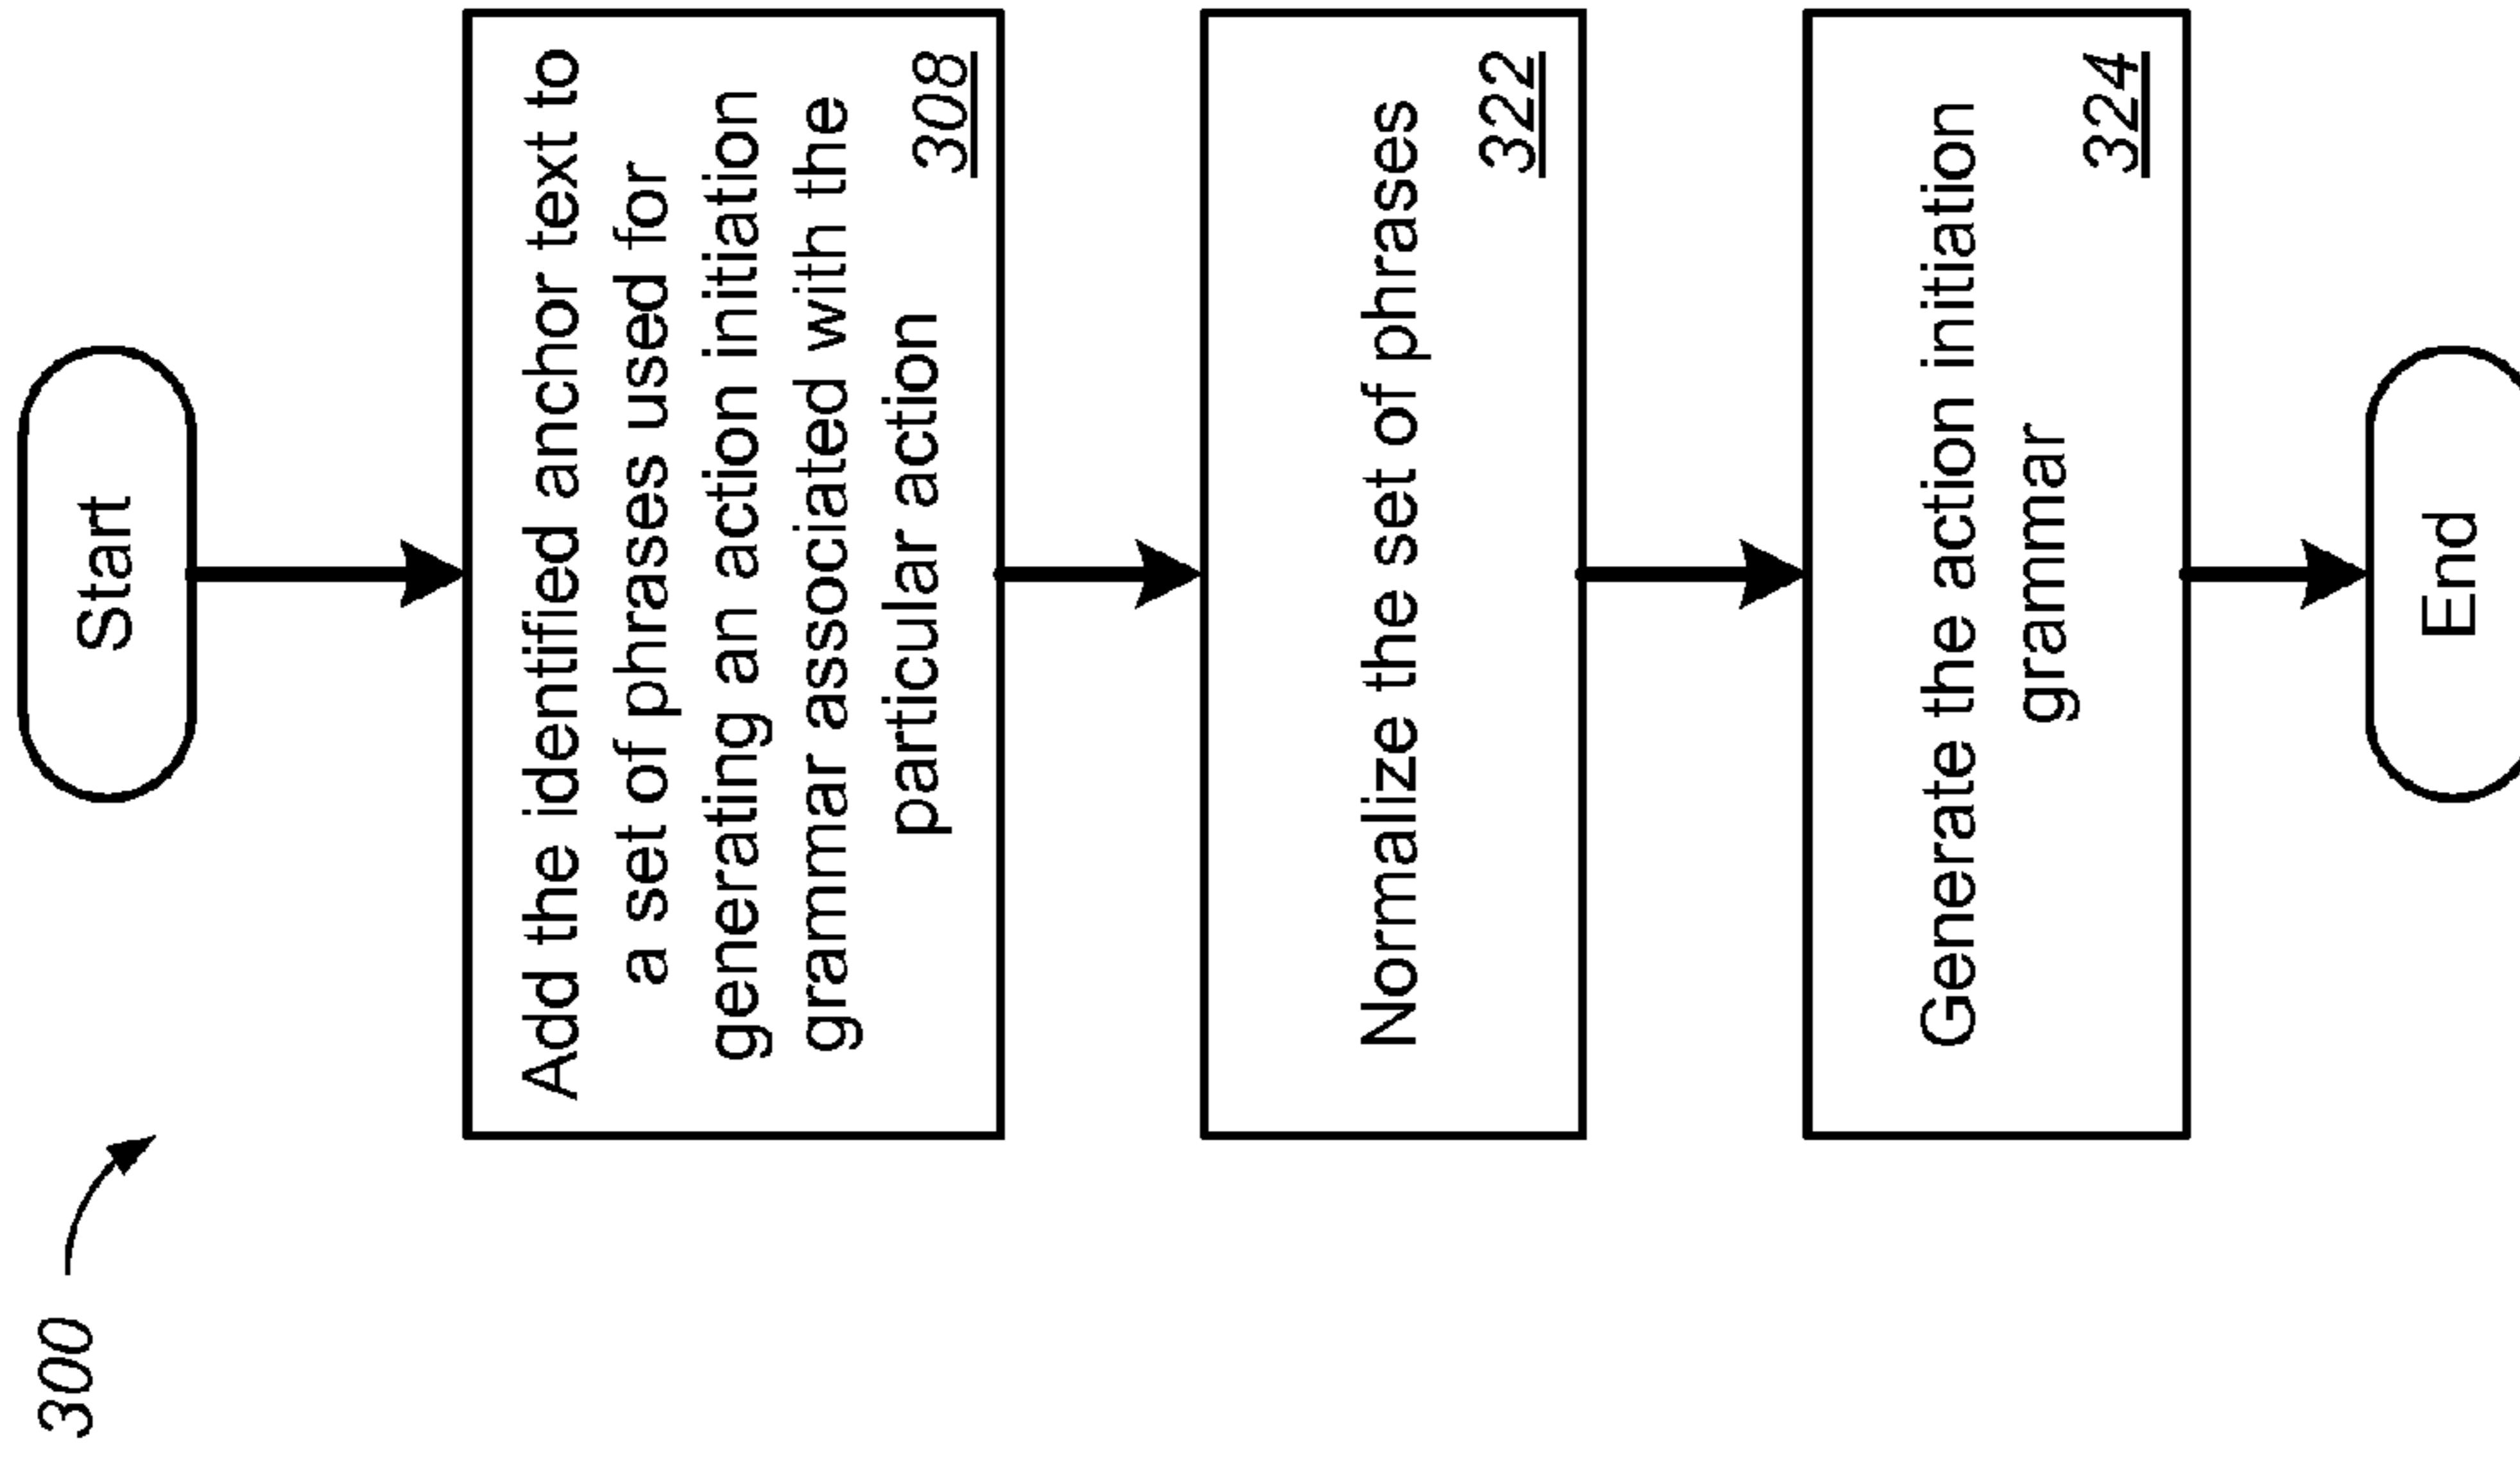 300
Start
Add the identified anchor text to
a set of phrases used for
generating an action initiation
grammar associated with the
particular action
308
Normalize the set of phrases
322
Generate the action initiation
grammar
324
End